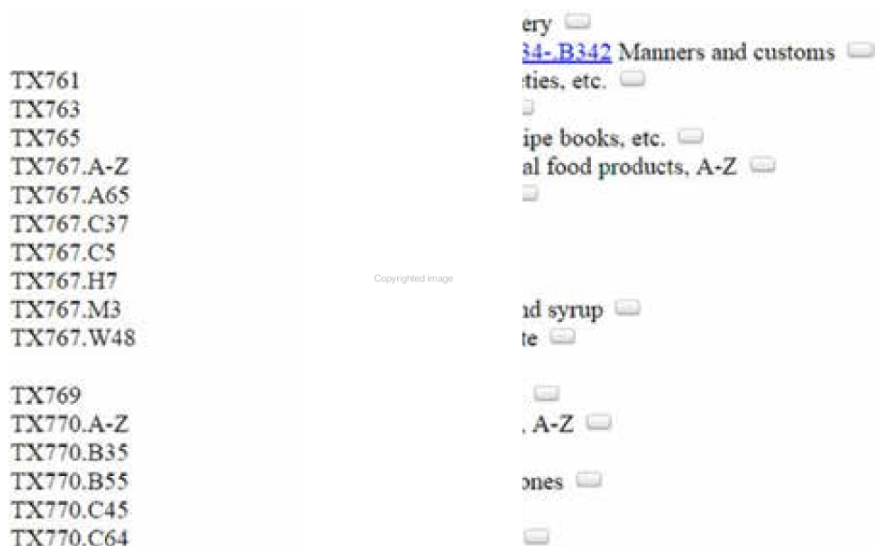 ery
34-.B342 Manners and customs
TX761 ties, etc.
TX763
TX765 ipe books, etc.
TX767.A-Z al food products, A-Z
TX767.A65
TX767.C37
TX767.C5
TX767.H7
Copyrighted image
TX767.M3 nd syrup
TX767.W48 te
TX769
TX770.A-Z , A-Z
TX770.B35
TX770.B55 ones
TX770.C45
TX770.C64